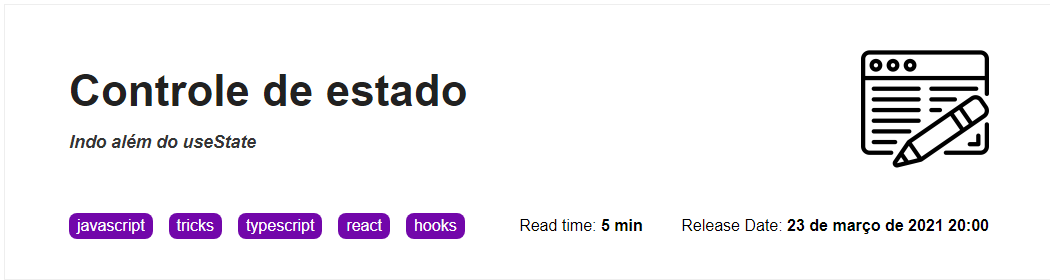 Controle de estado
Indo além do useState
javascript tricks typescript react hooks Read time: 5 min Release Date: 23 de março de 2021 20:00